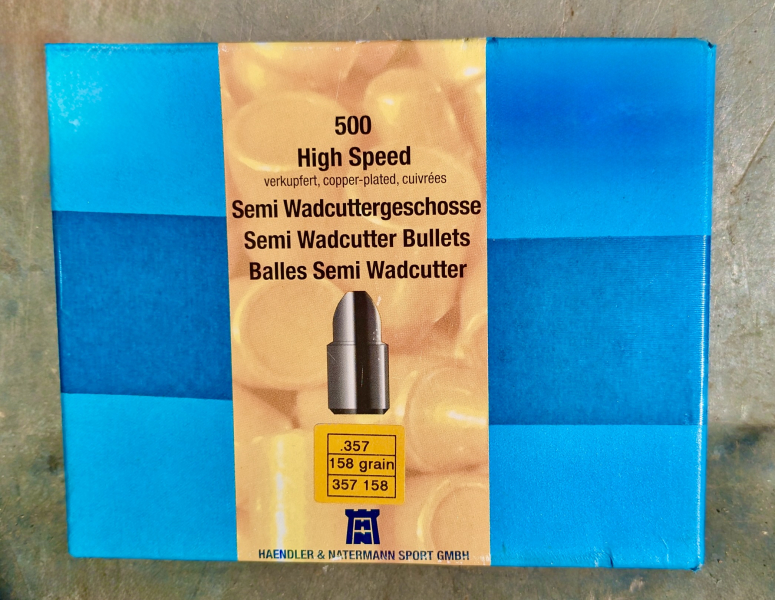 500
High Speed
verkupfert, copper-plated, cuivrées
Semi Wadcuttergeschosse
Semi Wadcutter Bullets
Balles Semi Wadcutter
.357
158 grain
357 158
HN
HAENDLER & NATERMANN SPORT GMBH